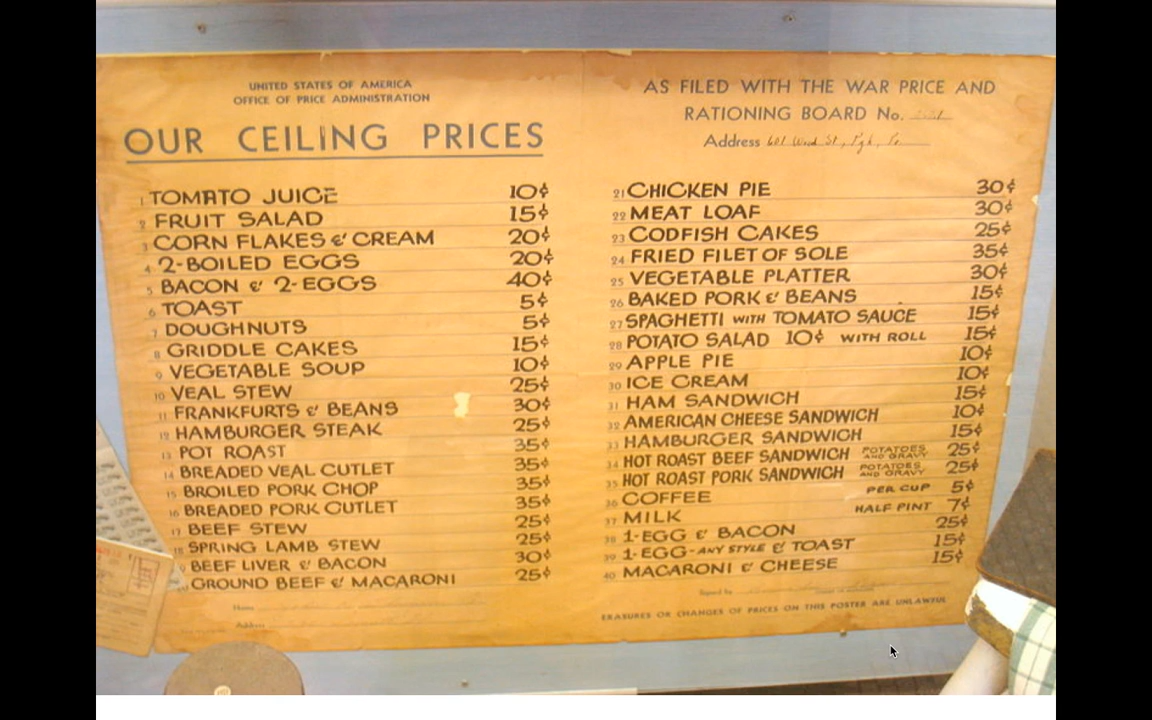 UNITED STATES OF AMERICA
OFFICE OF PRICE ADMINISTRATION
OUR CEILING PRICES
1 TOMATO JUICE 10¢
2 FRUIT SALAD 15¢
3 CORN FLAKES & CREAM 20¢
4 2-BOILED EGGS 20¢
5 BACON & 2-EGGS 40¢
6 TOAST 5¢
7 DOUGHNUTS 5¢
8 GRIDDLE CAKES 15¢
9 VEGETABLE SOUP 10¢
10 VEAL STEW 25¢
11 FRANKFURTS & BEANS 30¢
12 HAMBURGER STEAK 25¢
13 POT ROAST 35¢
14 BREADED VEAL CUTLET 35¢
15 BROILED PORK CHOP 35¢
16 BREADED PORK CUTLET 35¢
17 BEEF STEW 25¢
18 SPRING LAMB STEW 25¢
19 BEEF LIVER & BACON 30¢
20 GROUND BEEF & MACARONI 25¢
Name
Address
AS FILED WITH THE WAR PRICE AND
RATIONING BOARD No.
Address 601 Wood St., Pgh, Pa.
21 CHICKEN PIE 30¢
22 MEAT LOAF 30¢
23 CODFISH CAKES 25¢
24 FRIED FILET OF SOLE 35¢
25 VEGETABLE PLATTER 30¢
26 BAKED PORK & BEANS 15¢
27 SPAGHETTI WITH TOMATO SAUCE 15¢
28 POTATO SALAD 10¢ WITH ROLL 15¢
29 APPLE PIE 10¢
30 ICE CREAM 10¢
31 HAM SANDWICH 15¢
32 AMERICAN CHEESE SANDWICH 10¢
33 HAMBURGER SANDWICH 15¢
34 HOT ROAST BEEF SANDWICH POTATOES AND GRAVY 25¢
35 HOT ROAST PORK SANDWICH POTATOES AND GRAVY 25¢
36 COFFEE PER CUP 5¢
37 MILK HALF PINT 7¢
38 1-EGG & BACON 25¢
39 1-EGG-ANY STYLE & TOAST 15¢
40 MACARONI & CHEESE 15¢
Signed by
ERASURES OR CHANGES OF PRICES ON THIS POSTER ARE UNLAWFUL